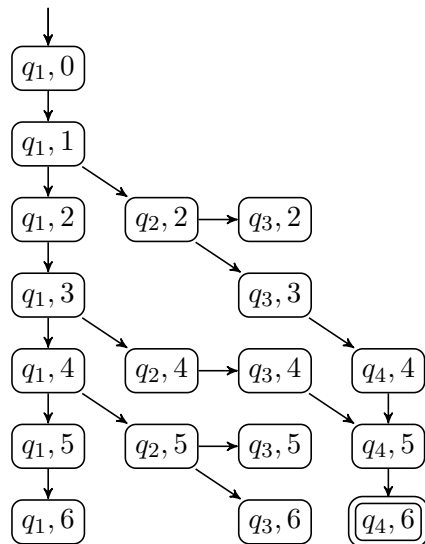 q₁, 0
q₁, 1
q₁, 2 q₂, 2 q₃, 2
q₁, 3 q₃, 3
q₁, 4 q₂, 4 q₃, 4 q₄, 4
q₁, 5 q₂, 5 q₃, 5 q₄, 5
q₁, 6 q₃, 6 q₄, 6